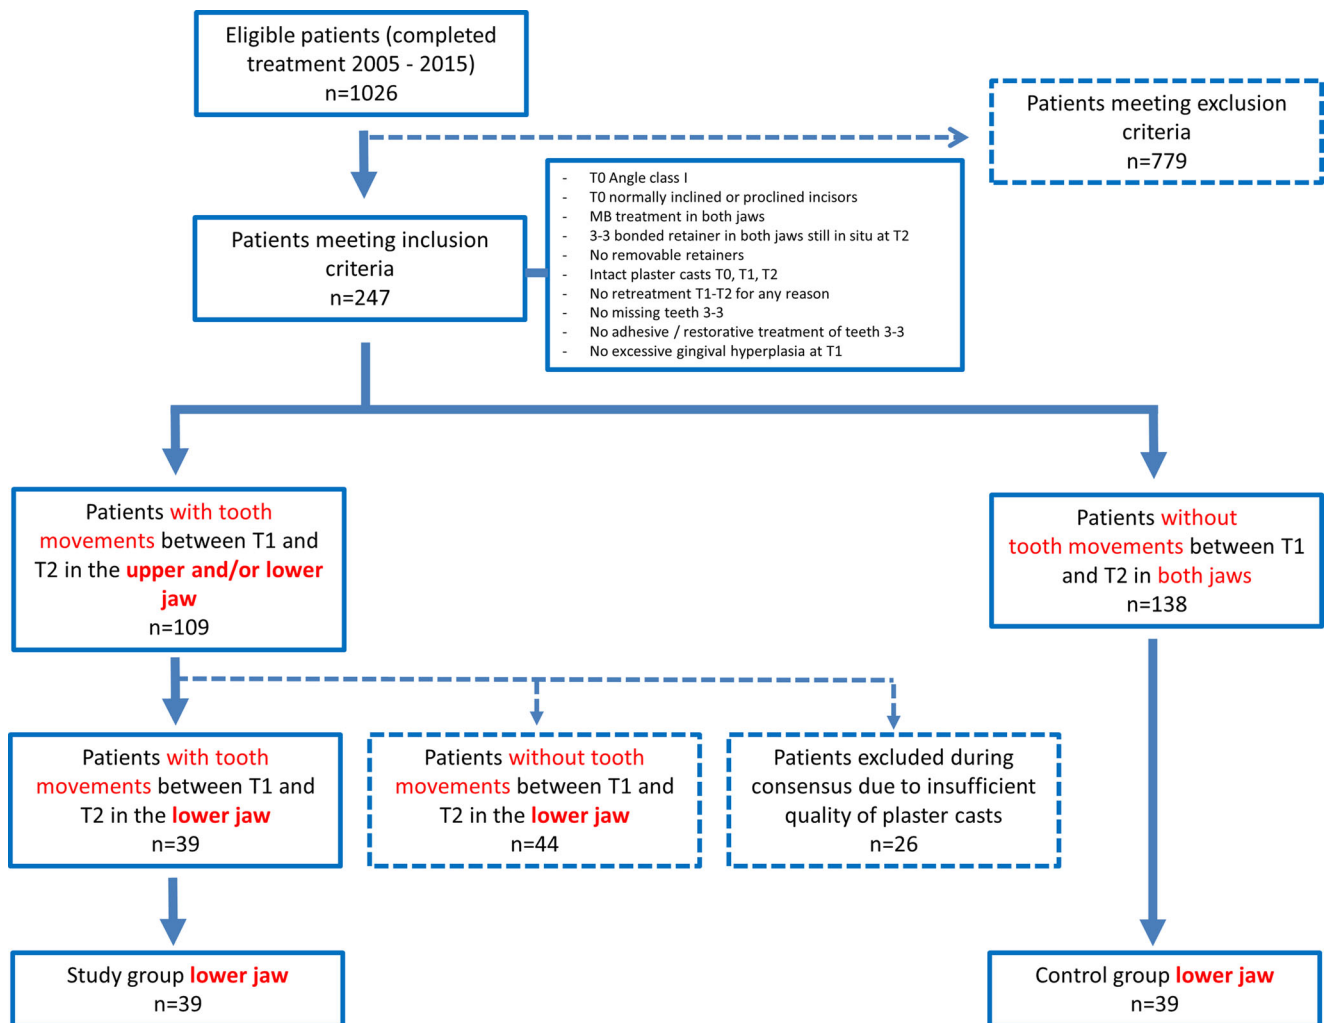 Eligible patients (completed
treatment 2005 - 2015)
n=1026
Patients meeting exclusion
criteria
n=779
- T0 Angle class I
- T0 normally inclined or proclined incisors
- MB treatment in both jaws
- 3-3 bonded retainer in both jaws still in situ at T2
- No removable retainers
- Intact plaster casts T0, T1, T2
- No retreatment T1-T2 for any reason
- No missing teeth 3-3
- No adhesive / restorative treatment of teeth 3-3
- No excessive gingival hyperplasia at T1
Patients meeting inclusion
criteria
n=247
Patients with tooth
movements between T1 and
T2 in the upper and/or lower
jaw
n=109
Patients without
tooth movements between T1
and T2 in both jaws
n=138
Patients with tooth
movements between T1 and
T2 in the lower jaw
n=39
Patients without tooth
movements between T1 and
T2 in the lower jaw
n=44
Patients excluded during
consensus due to insufficient
quality of plaster casts
n=26
Study group lower jaw
n=39
Control group lower jaw
n=39